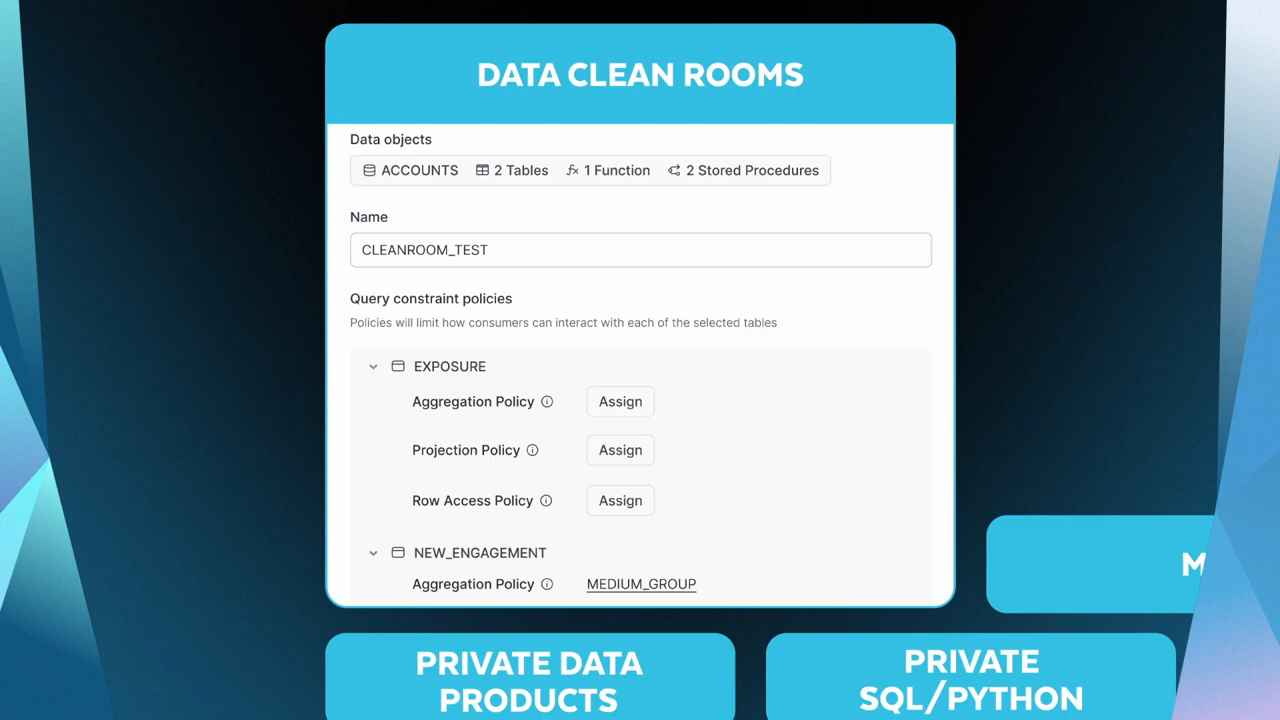 DATA CLEAN ROOMS
Data objects
ACCOUNTS 2 Tables 1 Function 2 Stored Procedures
Name
CLEANROOM_TEST
Query constraint policies
Policies will limit how consumers can interact with each of the selected tables
EXPOSURE
Aggregation Policy Assign
Projection Policy Assign
Row Access Policy Assign
NEW_ENGAGEMENT
Aggregation Policy MEDIUM_GROUP
PRIVATE DATA
PRODUCTS
PRIVATE
SQL/PYTHON